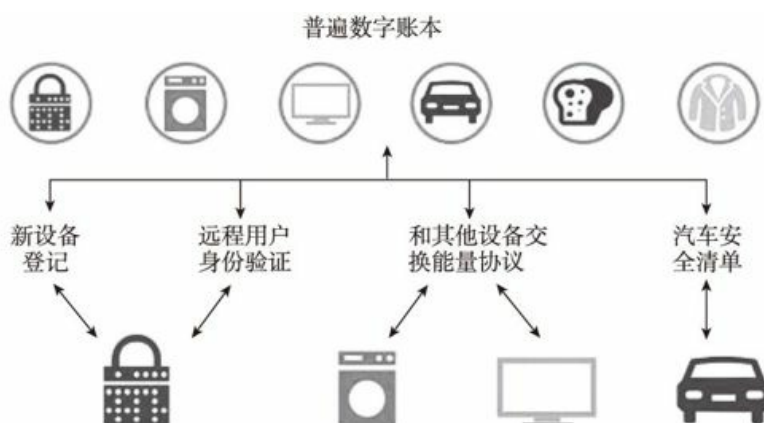 普遍数字账本
新设备
登记
远程用户
身份验证
和其他设备交
换能量协议
汽车安
全清单